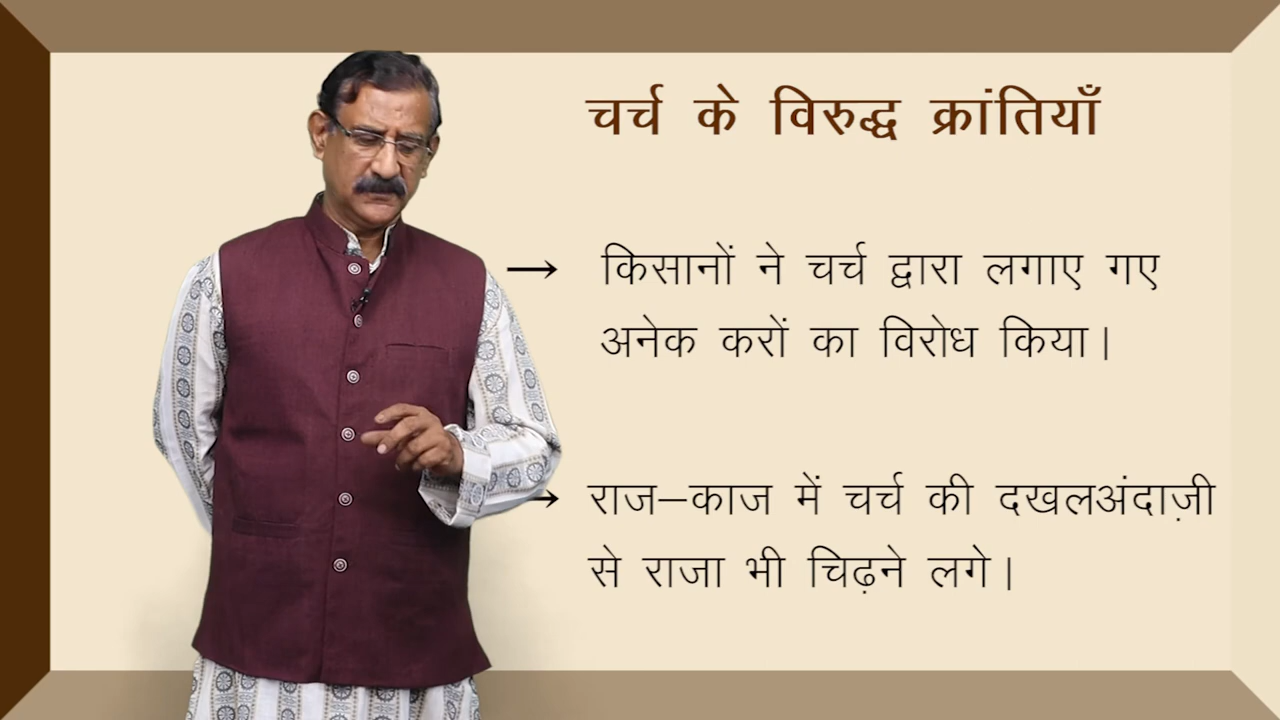 चर्च के विरुद्ध क्रांतियाँ
→ किसानों ने चर्च द्वारा लगाए गए
अनेक करों का विरोध किया।
→ राज–काज में चर्च की दखलअंदाज़ी
से राजा भी चिढ़ने लगे।